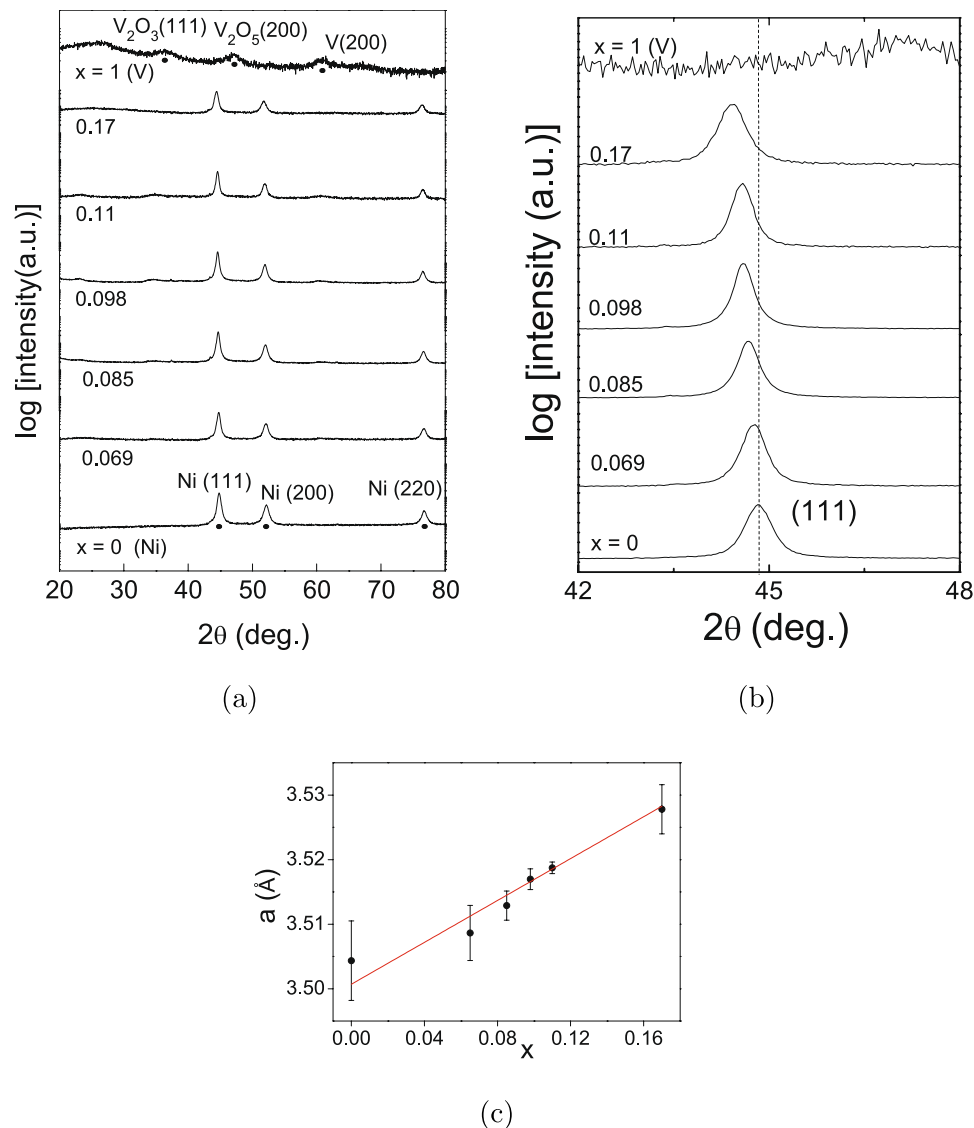 log [intensity(a.u.)]
V₂O₃(111)
V₂O₅(200)
V(200)
x = 1 (V)
0.17
0.11
0.098
0.085
0.069
Ni (111)
Ni (200)
Ni (220)
x = 0 (Ni)
20 30 40 50 60 70 80
2θ (deg.)
(a)
log [intensity (a.u.)]
x = 1 (V)
0.17
0.11
0.098
0.085
0.069
(111)
x = 0
42 45 48
2θ (deg.)
(b)
a (Å)
3.53
3.52
3.51
3.50
0.00 0.04 0.08 0.12 0.16
x
(c)